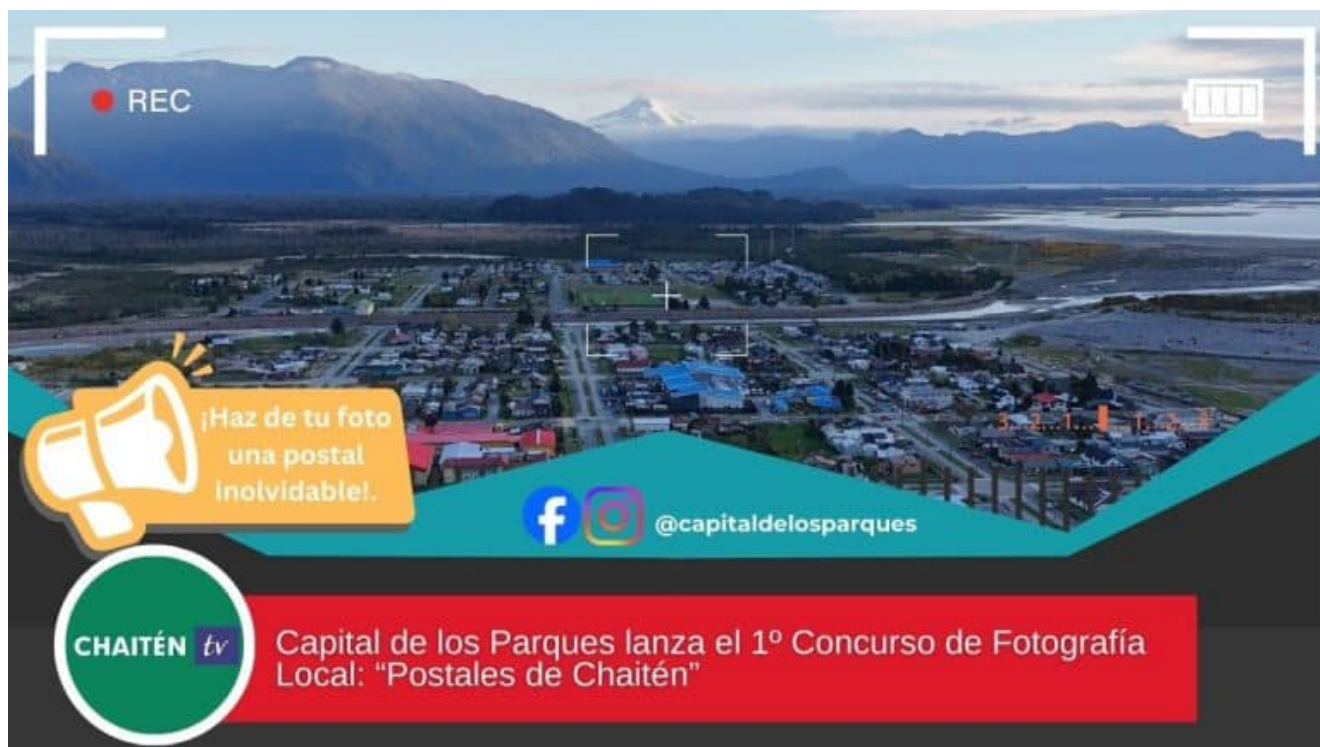 REC
¡Haz de tu foto
una postal
inolvidable!.
@capitaldelosparques
CHAITÉN tv
Capital de los Parques lanza el 1º Concurso de Fotografía
Local: “Postales de Chaitén”